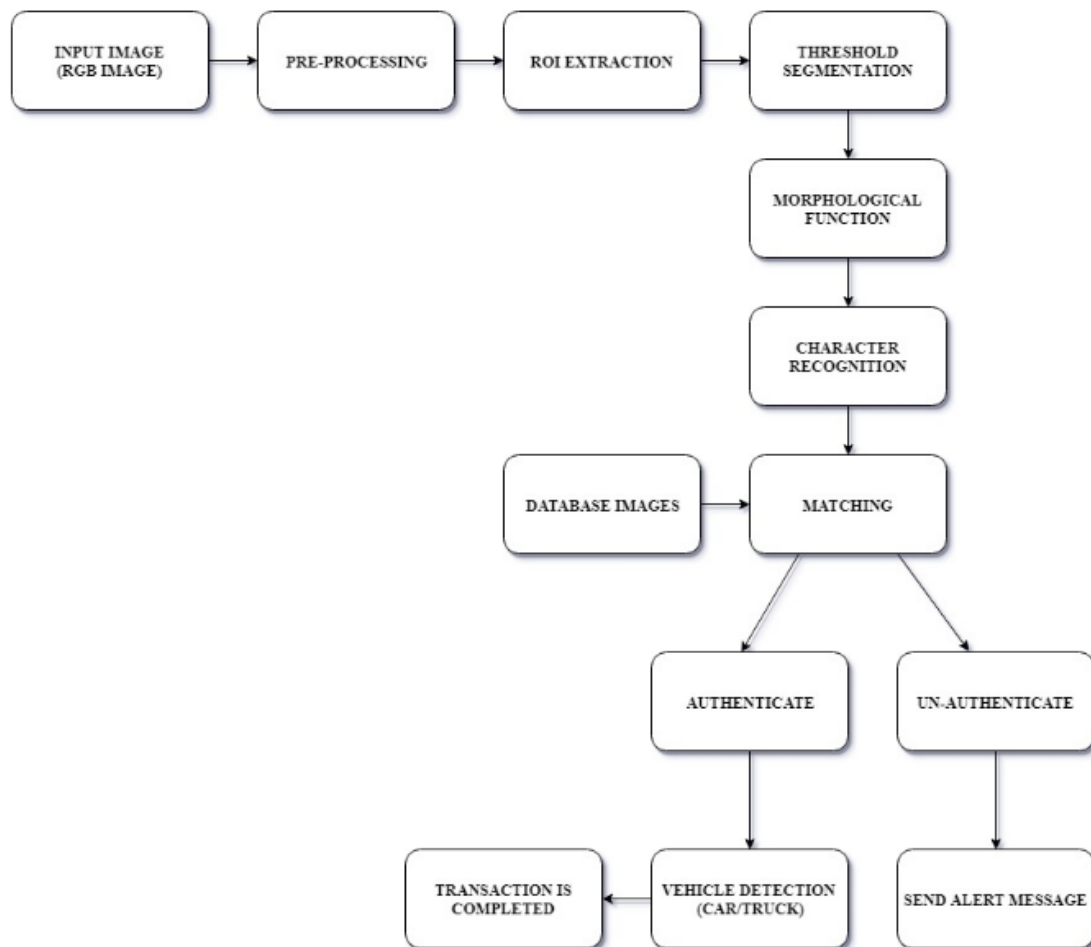 INPUT IMAGE
(RGB IMAGE)
PRE-PROCESSING
ROI EXTRACTION
THRESHOLD
SEGMENTATION
MORPHOLOGICAL
FUNCTION
CHARACTER
RECOGNITION
DATABASE IMAGES
MATCHING
AUTHENTICATE
UN-AUTHENTICATE
TRANSACTION IS
COMPLETED
VEHICLE DETECTION
(CAR/TRUCK)
SEND ALERT MESSAGE